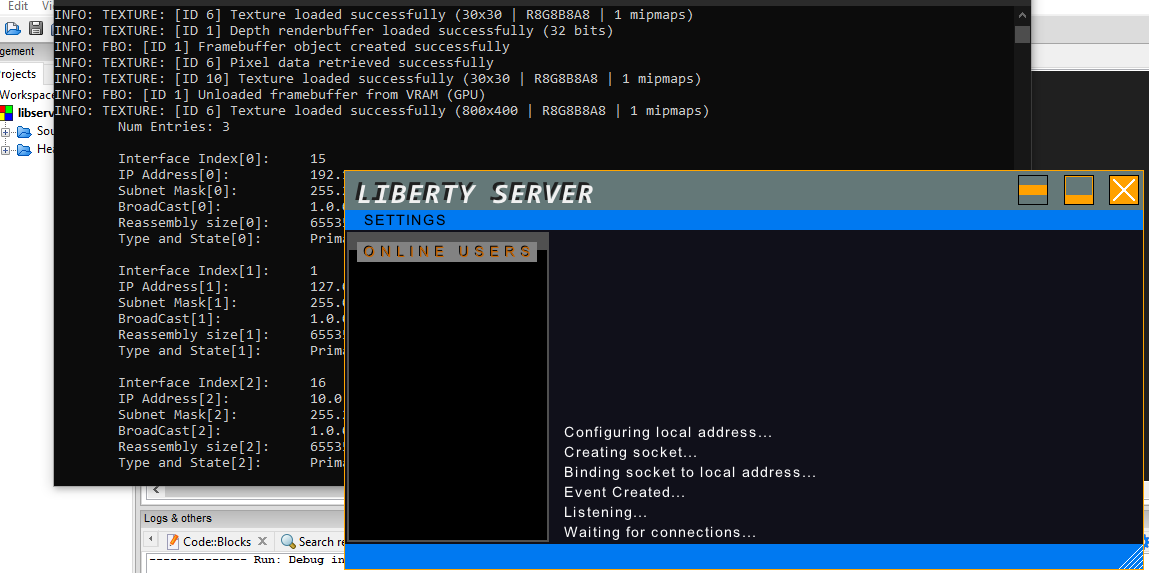 Edit
INFO: TEXTURE: [ID 6] Texture loaded successfully (30x30 | R8G8B8A8 | 1 mipmaps)
INFO: TEXTURE: [ID 1] Depth renderbuffer loaded successfully (32 bits)
INFO: FBO: [ID 1] Framebuffer object created successfully
INFO: TEXTURE: [ID 6] Pixel data retrieved successfully
INFO: TEXTURE: [ID 10] Texture loaded successfully (30x30 | R8G8B8A8 | 1 mipmaps)
INFO: FBO: [ID 1] Unloaded framebuffer from VRAM (GPU)
INFO: TEXTURE: [ID 6] Texture loaded successfully (800x400 | R8G8B8A8 | 1 mipmaps)
Num Entries: 3
Interface Index[0]: 15
IP Address[0]: 192.
Subnet Mask[0]: 255.
BroadCast[0]: 1.0.
Reassembly size[0]: 6553
Type and State[0]: Prim
Interface Index[1]: 1
IP Address[1]: 127.
Subnet Mask[1]: 255.
BroadCast[1]: 1.0.
Reassembly size[1]: 6553
Type and State[1]: Prim
Interface Index[2]: 16
IP Address[2]: 10.0
Subnet Mask[2]: 255.
BroadCast[2]: 1.0.
Reassembly size[2]: 6553
Type and State[2]: Prim
gement
rojects
Workspac
libserv
Sou
Hea
LIBERTY SERVER
SETTINGS
ONLINE USERS
Configuring local address...
Creating socket...
Binding socket to local address...
Event Created...
Listening...
Waiting for connections...
Logs & others
Code::Blocks
Search re
-------------- Run: Debug in